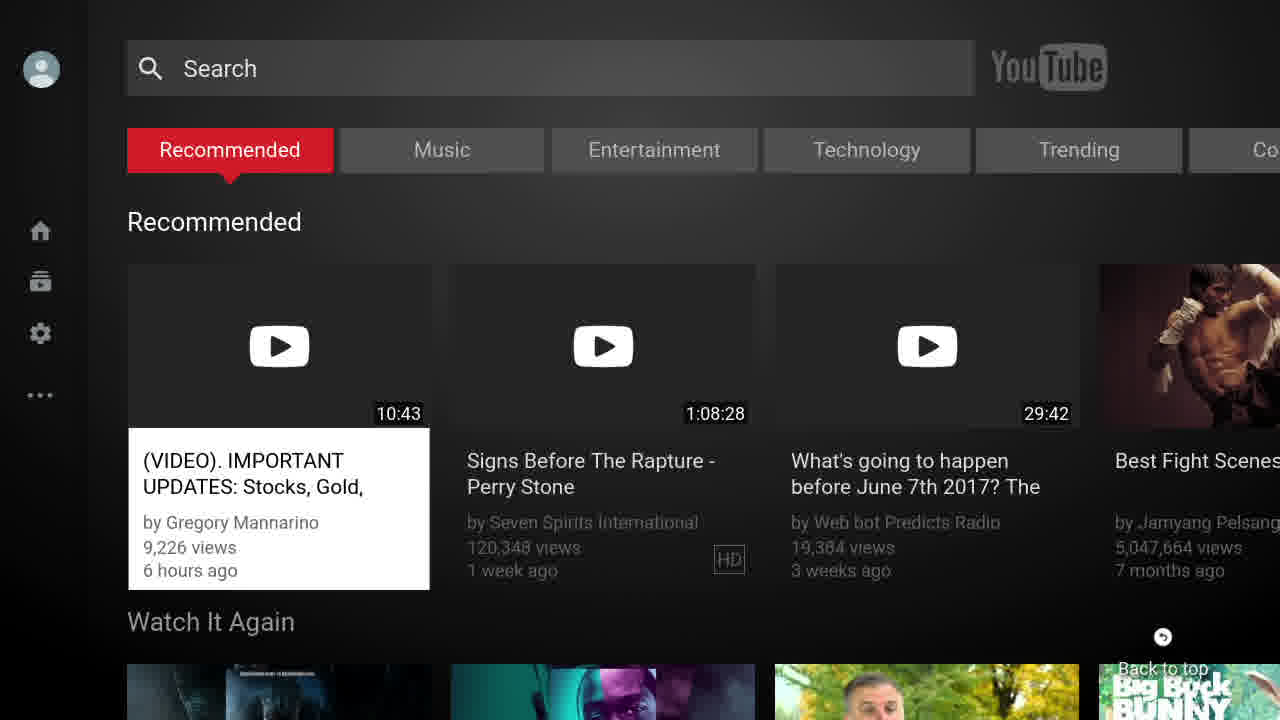 Search
YouTube
Recommended
Music
Entertainment
Technology
Trending
Co
Recommended
10:43
1:08:28
29:42
(VIDEO). IMPORTANT
UPDATES: Stocks, Gold,
by Gregory Mannarino
9,226 views
6 hours ago
Signs Before The Rapture -
Perry Stone
by Seven Spirits International
120,348 views
1 week ago
HD
What's going to happen
before June 7th 2017? The
by Web bot Predicts Radio
19,384 views
3 weeks ago
Best Fight Scenes
by Jamyang Pelsang
5,047,664 views
7 months ago
Watch It Again
Back to top
Big Buck
BUNNY